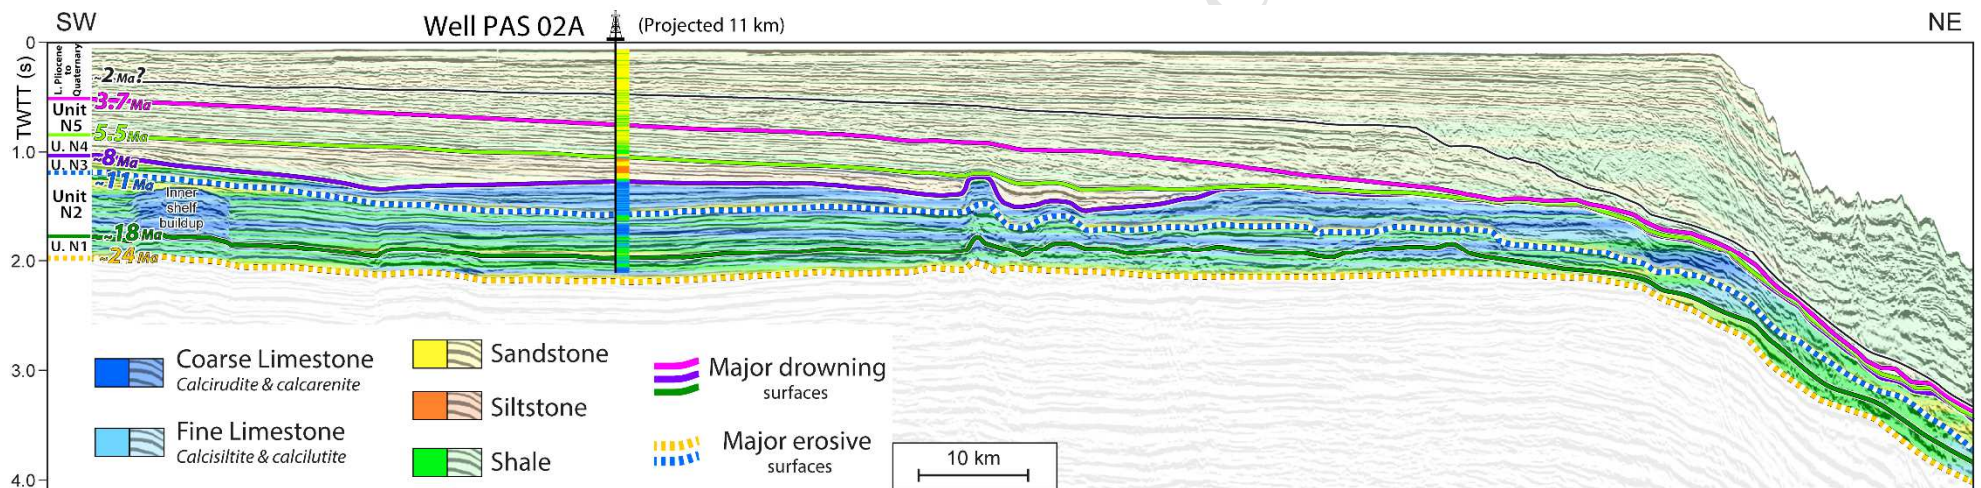 SW
Well PAS 02A
(Projected 11 km)
NE
TWTT (s)
0
1.0
2.0
3.0
4.0
L. Pliocene
to
Quaternary
Unit
N5
U. N4
U. N3
Unit
N2
U. N1
~2 Ma?
3.7 Ma
5.5 Ma
~8 Ma
~11 Ma
~18 Ma
~24 Ma
Inner
shelf
buildup
Coarse Limestone
Calcirudite & calcarenite
Fine Limestone
Calcisiltite & calcilutite
Sandstone
Siltstone
Shale
Major drowning
surfaces
Major erosive
surfaces
10 km